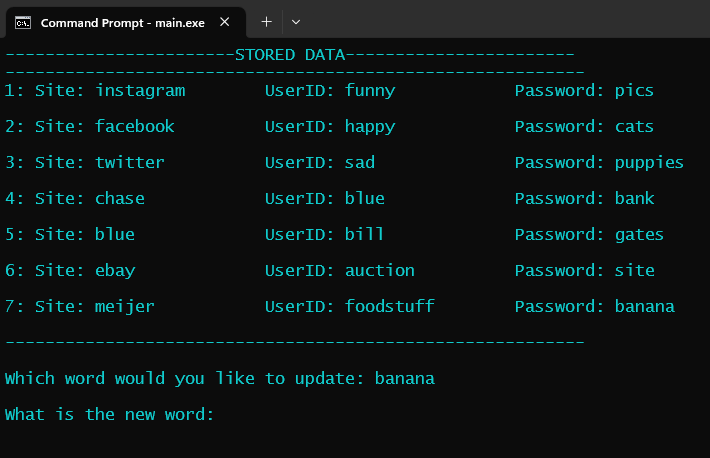 Command Prompt - main.exe
-----------------------STORED DATA-----------------------
----------------------------------------------------------
1: Site: instagram        UserID: funny            Password: pics
2: Site: facebook         UserID: happy            Password: cats
3: Site: twitter          UserID: sad              Password: puppies
4: Site: chase            UserID: blue             Password: bank
5: Site: blue             UserID: bill             Password: gates
6: Site: ebay             UserID: auction          Password: site
7: Site: meijer           UserID: foodstuff        Password: banana
----------------------------------------------------------
Which word would you like to update: banana
What is the new word: